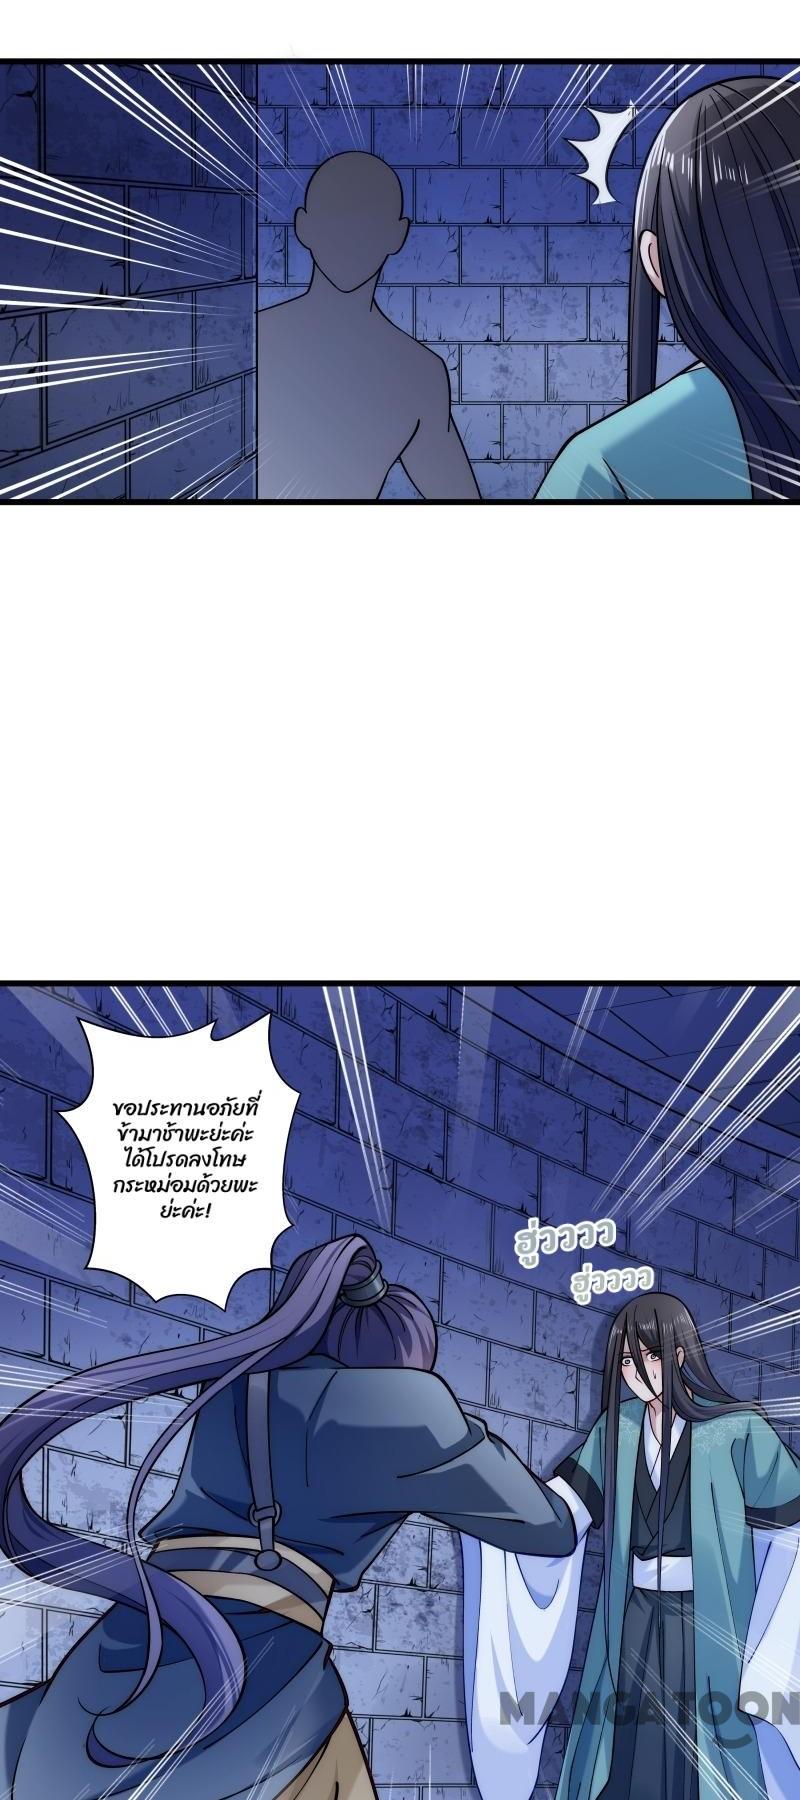 ขอประทานอภัยที่
ข้ามาช้าพะย่ะค่ะ
ได้โปรดลงโทษ
กระหม่อมด้วยพะ
ย่ะค่ะ!
ฮู่วววว
ฮู่วววว
MANGATOON